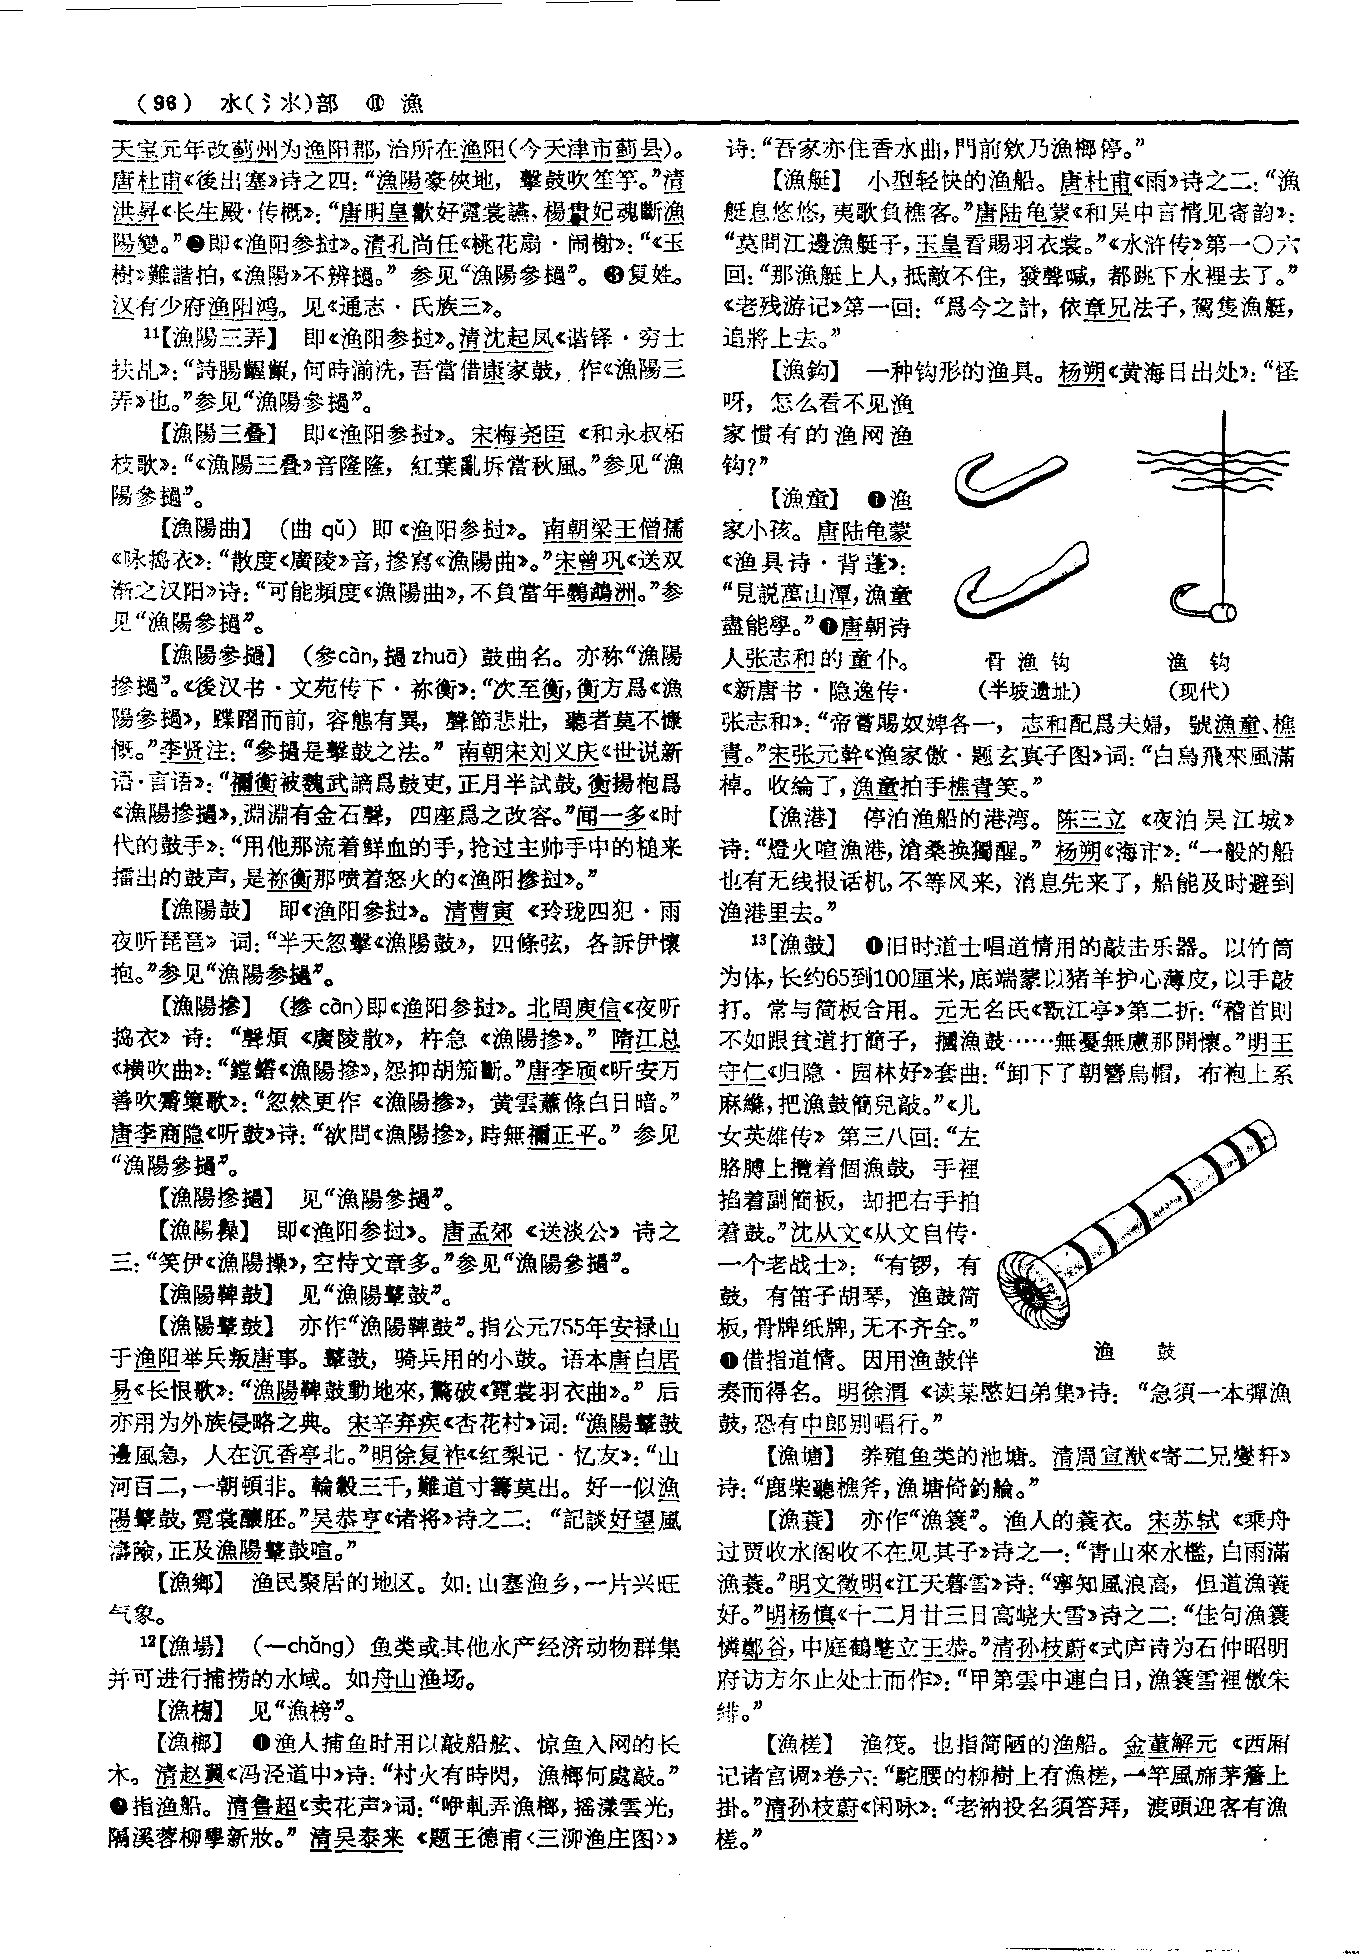 (96) 水(氵氺)部 ⑪ 漁
天宝元年改蓟州为渔阳郡,治所在渔阳(今天津市蓟县)。
唐杜甫《後出塞》诗之四:“漁陽豪俠地，擊鼓吹笙竽。”清
洪昇《长生殿·传概》:“唐明皇歡好霓裳讌,楊貴妃魂斷漁
陽變。”❷即《渔阳参挝》。清孔尚任《桃花扇·闹榭》:“《玉
樹》難諧拍,《漁陽》不辨撾。” 参见“漁陽參撾”。❸复姓。
汉有少府渔阳鸿。见《通志·氏族三》。
11【漁陽三弄】 即《渔阳参挝》。清沈起凤《谐铎·穷士
扶乩》:“詩腸齷齪,何時湔洗,吾當借康家鼓，作《漁陽三
弄》也。”参见“漁陽參撾”。
【漁陽三叠】 即《渔阳参挝》。宋梅尧臣《和永叔柘
枝歌》:“《漁陽三叠》音隆隆，紅葉亂坼當秋風。”参见“漁
陽參撾”。
【漁陽曲】 (曲 qǔ) 即《渔阳参挝》。南朝梁王僧孺
《咏捣衣》:“散度《廣陵》音,摻寫《漁陽曲》。”宋曾巩《送双
渐之汉阳》诗:“可能頻度《漁陽曲》,不負當年鸚鵡洲。”参
见“漁陽參撾”。
【漁陽參撾】 (參càn,撾zhuā) 鼓曲名。亦称“漁陽
摻撾”。《後汉书·文苑传下·祢衡》:“次至衡,衡方爲《漁
陽參撾》，蹀䠙而前，容態有異，聲節悲壯，聽者莫不慷
慨。”李贤注:“參撾是擊鼓之法。” 南朝宋刘义庆《世说新
语·言语》:“禰衡被魏武謫爲鼓吏,正月半試鼓,衡揚枹爲
《漁陽摻撾》,淵淵有金石聲，四座爲之改容。”闻一多《时
代的鼓手》:“用他那流着鲜血的手,抢过主帅手中的槌来
擂出的鼓声,是祢衡那喷着怒火的《渔阳掺挝》。”
【漁陽鼓】 即《渔阳参挝》。清曹寅《玲珑四犯·雨
夜听琵琶》词:“半天忽擊《漁陽鼓》，四條弦，各訴伊懷
抱。”参见“漁陽參撾”。
【漁陽摻】 (摻 càn)即《渔阳参挝》。北周庾信《夜听
捣衣》诗:“聲煩《廣陵散》，杵急《漁陽摻》。” 隋江总
《横吹曲》:“鏜鎝《漁陽摻》,怨抑胡笳斷。”唐李颀《听安万
善吹觱篥歌》:“忽然更作《漁陽摻》，黄雲蕭條白日暗。”
唐李商隐《听鼓》诗:“欲問《漁陽摻》,時無禰正平。” 参见
“漁陽參撾”。
【漁陽摻撾】 见“漁陽參撾”。
【漁陽操】 即《渔阳参挝》。唐孟郊《送淡公》诗之
三:“笑伊《漁陽操》,空恃文章多。”参见“漁陽參撾”。
【漁陽鞞鼓】 见“漁陽鼙鼓”。
【漁陽鼙鼓】 亦作“漁陽鞞鼓”。指公元755年安禄山
于渔阳举兵叛唐事。鼙鼓，骑兵用的小鼓。语本唐白居
易《长恨歌》:“漁陽鞞鼓動地來,驚破《霓裳羽衣曲》。” 后
亦用为外族侵略之典。宋辛弃疾《杏花村》词:“漁陽鼙鼓
邊風急，人在沉香亭北。”明徐复祚《红梨记·忆友》:“山
河百二,一朝頓非。輪轂三千,難道寸籌莫出。好一似漁
陽鼙鼓,霓裳釀胚。”吴恭亨《诸将》诗之二:“記談好望風
濤險,正及漁陽鼙鼓喧。”
【漁鄉】 渔民聚居的地区。如:山寨渔乡,一片兴旺
气象。
12【漁場】 (—chǎng) 鱼类或其他水产经济动物群集
并可进行捕捞的水域。如舟山渔场。
【漁榜】 见“漁榜”。
【漁榔】 ❶渔人捕鱼时用以敲船舷、惊鱼入网的长
木。清赵翼《冯泾道中》诗:“村火有時閃，漁榔何處敲。”
❷指渔船。清鲁超《卖花声》词:“咿軋弄漁榔,摇漾雲光,
隔溪蓉柳學新妝。” 清吴泰来《题王德甫〈三泖渔庄图〉》
诗:“吾家亦住香水曲,門前欸乃漁榔停。”
【漁艇】 小型轻快的渔船。唐杜甫《雨》诗之二:“漁
艇息悠悠,夷歌負樵客。”唐陆龟蒙《和吴中言情见寄韵》:
“莫問江邊漁艇子,玉皇看賜羽衣裳。”《水浒传》第一〇六
回:“那漁艇上人,抵敵不住，發聲喊，都跳下水裡去了。”
《老残游记》第一回:“爲今之計，依章兄法子,駕隻漁艇，
追將上去。”
【漁鈎】 一种钩形的渔具。杨朔《黄海日出处》:“怪
呀，怎么看不见渔
家惯有的渔网渔
钩?”
【漁童】 ❶渔
家小孩。唐陆龟蒙
《渔具诗·背蓬》:
“見説萬山潭,漁童
盡能學。”❷唐朝诗
人张志和的童仆。
《新唐书·隐逸传·
骨渔钩
(半坡遗址)
渔钩
(现代)
张志和》:“帝嘗賜奴婢各一，志和配爲夫婦，號漁童、樵
青。”宋张元幹《渔家傲·题玄真子图》词:“白鳥飛來風滿
棹。收綸了,漁童拍手樵青笑。”
【漁港】 停泊渔船的港湾。陈三立《夜泊吴江城》
诗:“燈火喧漁港,滄桑换獨醒。” 杨朔《海市》:“一般的船
也有无线报话机,不等风来，消息先来了，船能及时避到
渔港里去。”
13【漁鼓】 ❶旧时道士唱道情用的敲击乐器。以竹筒
为体,长约65到100厘米,底端蒙以猪羊护心薄皮,以手敲
打。常与简板合用。元无名氏《翫江亭》第二折:“稽首則
不如跟貧道打簡子，摑漁鼓……無憂無慮那開懷。”明王
守仁《归隐·园林好》套曲:“卸下了朝簪烏帽，布袍上系
麻縧,把漁鼓簡兒敲。”《儿
女英雄传》第三八回:“左
胳膊上攬着個漁鼓，手裡
掐着副簡板，却把右手拍
着鼓。”沈从文《从文自传·
一个老战士》:“有锣，有
鼓，有笛子胡琴，渔鼓简
板,骨牌纸牌,无不齐全。”
❷借指道情。因用渔鼓伴
渔鼓
奏而得名。明徐渭《读某愍妇弟集》诗:“急須一本彈漁
鼓,恐有中郎别唱行。”
【漁塘】 养殖鱼类的池塘。清周宣猷《寄二兄燮轩》
诗:“鹿柴聽樵斧,漁塘倚釣輪。”
【漁蓑】 亦作“漁簑”。渔人的蓑衣。宋苏轼《乘舟
过贾收水阁收不在见其子》诗之一:“青山來水檻,白雨滿
漁蓑。”明文徵明《江天暮雪》诗:“寧知風浪高，但道漁蓑
好。”明杨慎《十二月廿三日高峣大雪》诗之二:“佳句漁簑
憐鄭谷,中庭鶴氅立王恭。”清孙枝蔚《式庐诗为石仲昭明
府访方尔止处士而作》:“甲第雲中連白日,漁簑雪裡傲朱
緋。”
【漁槎】 渔筏。也指简陋的渔船。金董解元《西厢
记诸宫调》卷六:“駝腰的柳樹上有漁槎,一竿風旆茅簷上
掛。”清孙枝蔚《闲咏》:“老衲投名須答拜，渡頭迎客有漁
槎。”